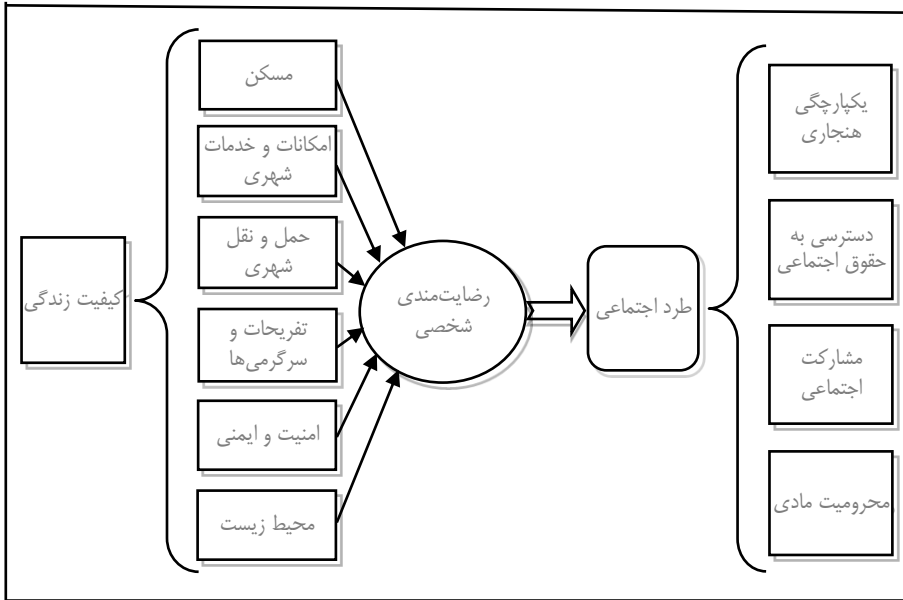 کیفیت زندگی
مسکن
امکانات و خدمات
شهری
حمل و نقل
شهری
تفریحات و
سرگرمی‌ها
امنیت و ایمنی
محیط زیست
رضایت‌مندی
شخصی
طرد اجتماعی
یکپارچگی
هنجاری
دسترسی به
حقوق اجتماعی
مشارکت
اجتماعی
محرومیت مادی